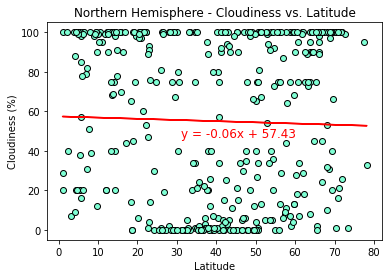 Northern Hemisphere - Cloudiness vs. Latitude
Cloudiness (%)
100
80
60
40
20
0
y = -0.06x + 57.43
0 10 20 30 40 50 60 70 80
Latitude